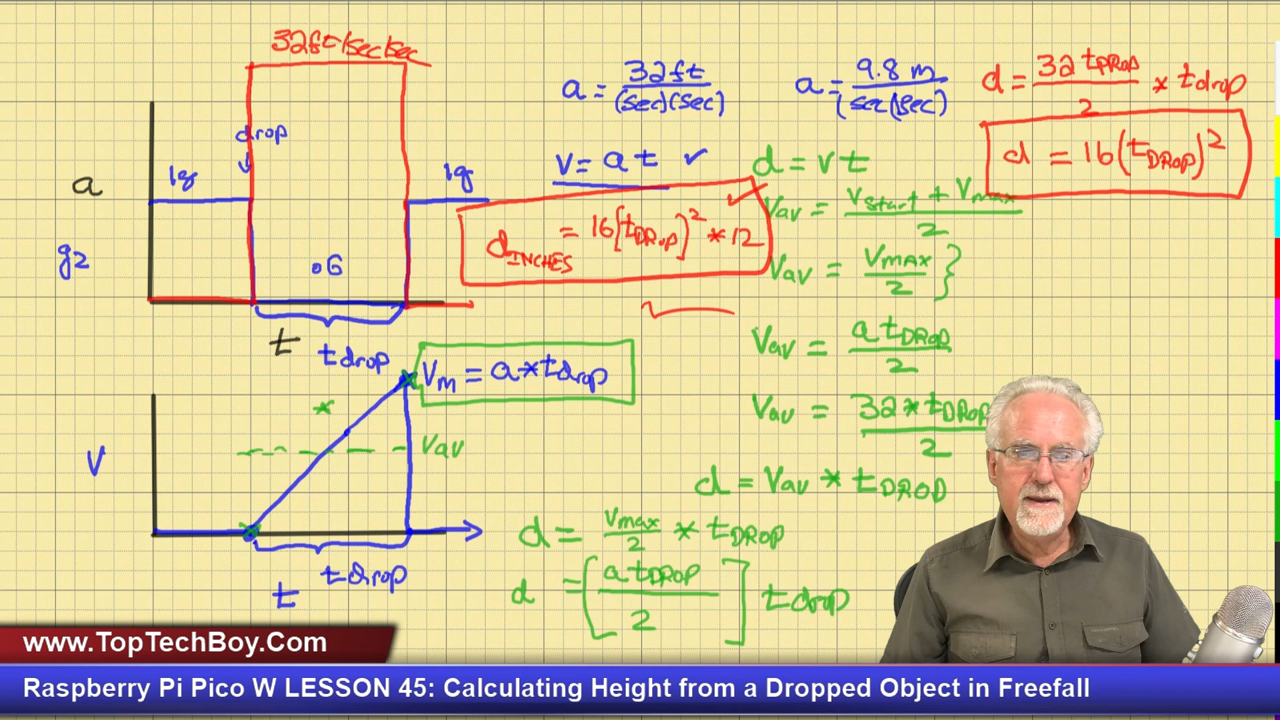 32ft/sec/sec
a
g2
1g
drop
.G
1g
t
tdrop
V
Vm = a*tdrop
Vav
t
tdrop
a = 32ft / (sec)(sec)
a = 9.8 m / (sec)(sec)
V = at ✓
dINCHES = 16(tDROP)² * 12
d = vt
Vav = Vstart + Vmax / 2
Vav = VMAX / 2 }
Vav = a tDROP / 2
Vav = 32 * tDROP / 2
d = Vav * tDROP
d = Vmax / 2 * tDROP
d = [a tDROP / 2] tdrop
d = 32 tDROP / 2 * tdrop
d = 16(tDROP)²
www.TopTechBoy.Com
Raspberry Pi Pico W LESSON 45: Calculating Height from a Dropped Object in Freefall